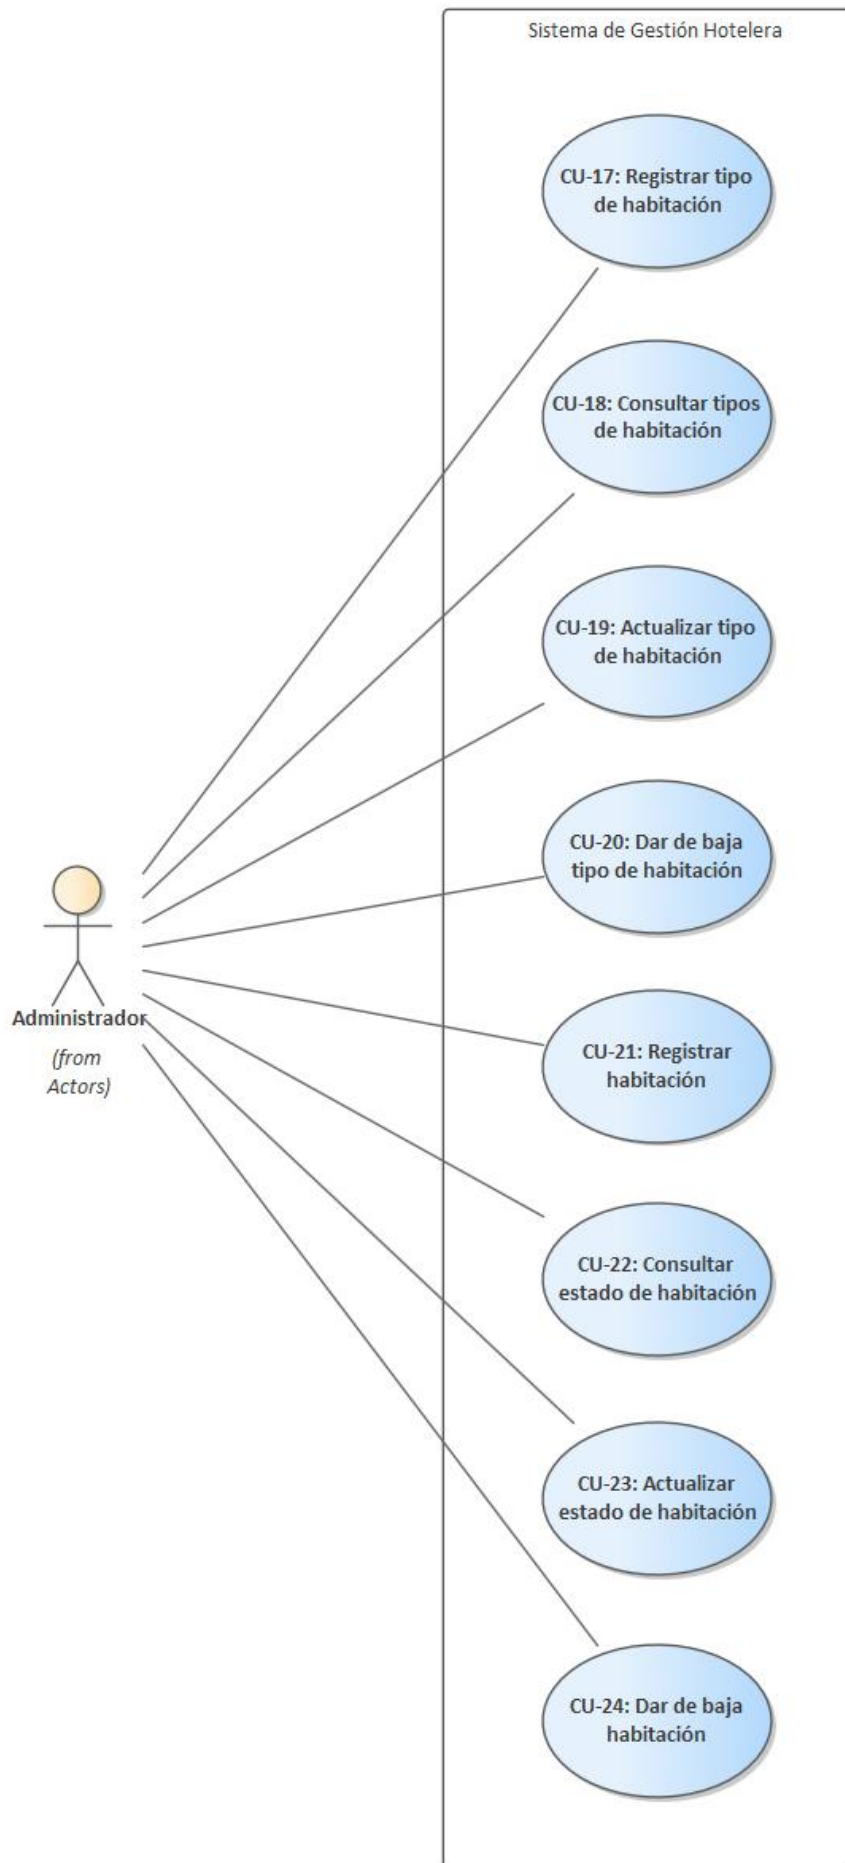 Sistema de Gestión Hotelera
CU-17: Registrar tipo
de habitación
CU-18: Consultar tipos
de habitación
CU-19: Actualizar tipo
de habitación
CU-20: Dar de baja
tipo de habitación
Administrador
(from
Actors)
CU-21: Registrar
habitación
CU-22: Consultar
estado de habitación
CU-23: Actualizar
estado de habitación
CU-24: Dar de baja
habitación